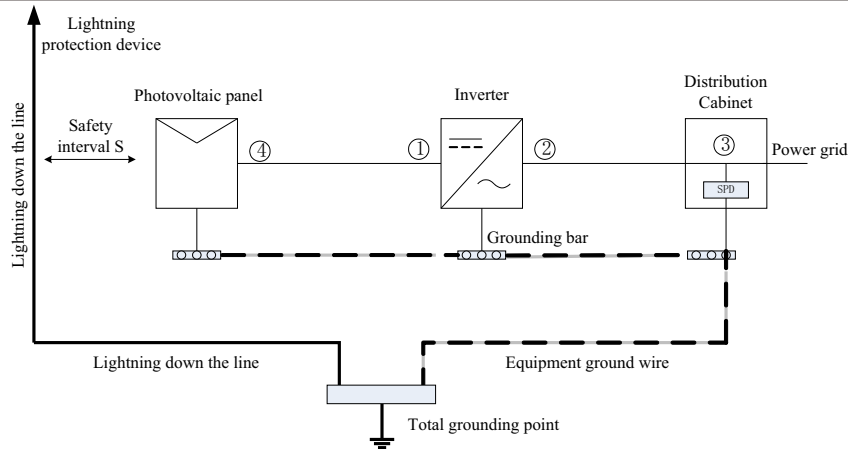 Lightning
protection device
Distribution
Cabinet
Photovoltaic panel
Inverter
Safety
interval S
④
①
②
③
Power grid
SPD
Lightning down the line
Grounding bar
Lightning down the line
Equipment ground wire
Total grounding point